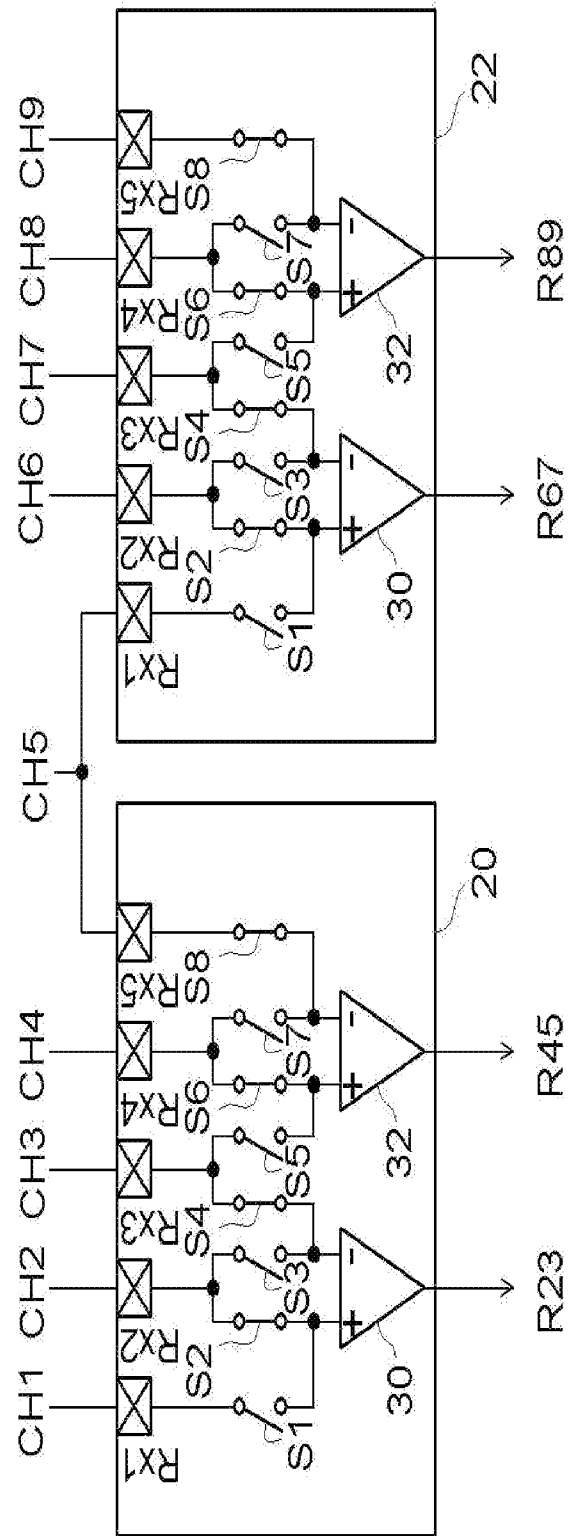 CH1 CH2 CH3 CH4 CH5 CH6 CH7 CH8 CH9
Rx1 Rx2 Rx3 Rx4 Rx5 Rx1 Rx2 Rx3 Rx4 Rx5
S1 S2 S3 S4 S5 S6 S7 S8 S1 S2 S3 S4 S5 S6 S7 S8
+ - + - + - + -
30 32 20 30 32 22
R23 R45 R67 R89